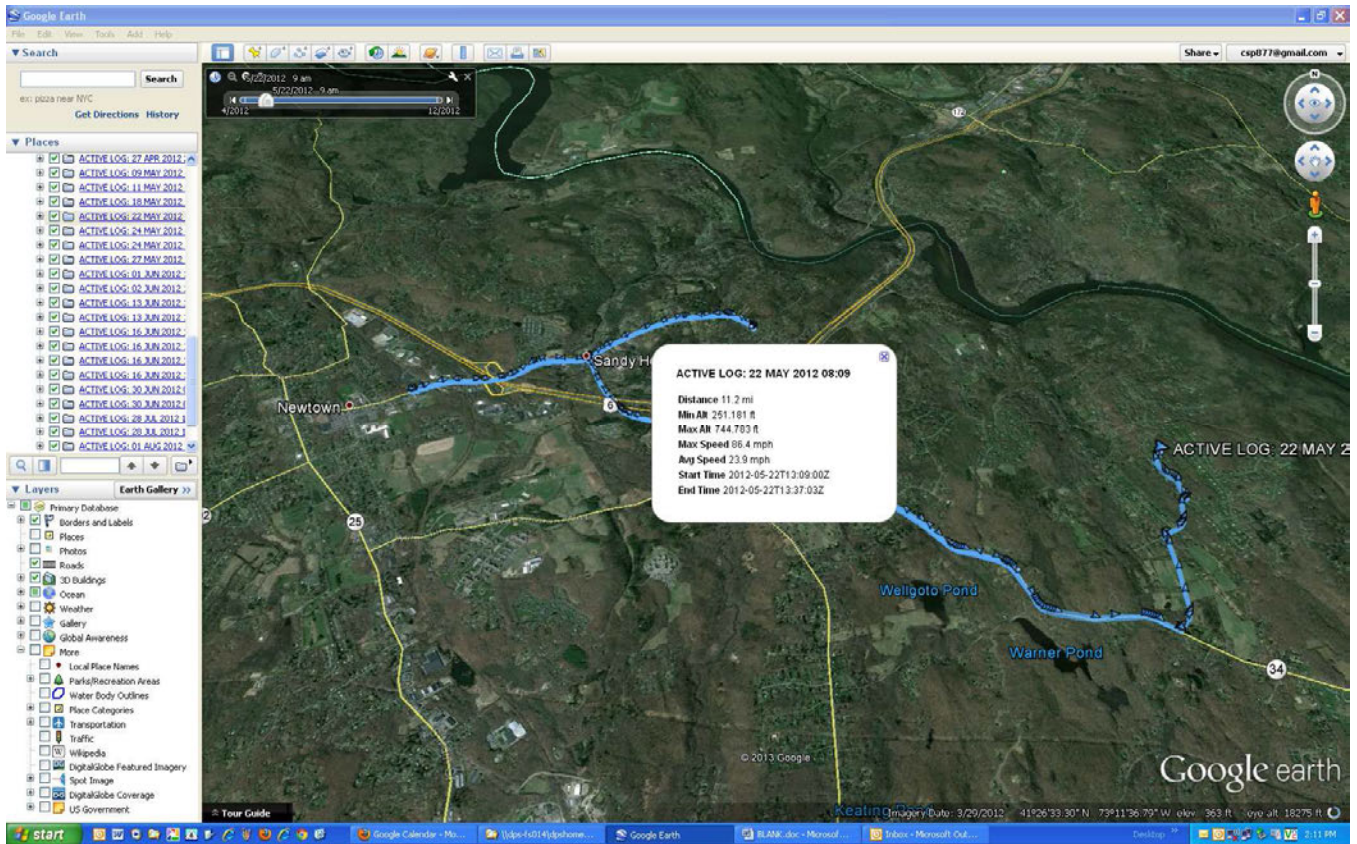 Google Earth
File Edit View Tools Add Help
Search
Search
ex: pizza near NYC
Get Directions History
Places
ACTIVE LOG: 27 APR 2012
ACTIVE LOG: 09 MAY 2012
ACTIVE LOG: 11 MAY 2012
ACTIVE LOG: 18 MAY 2012
ACTIVE LOG: 22 MAY 2012
ACTIVE LOG: 24 MAY 2012
ACTIVE LOG: 24 MAY 2012
ACTIVE LOG: 27 MAY 2012
ACTIVE LOG: 01 JUN 2012
ACTIVE LOG: 02 JUN 2012
ACTIVE LOG: 13 JUN 2012
ACTIVE LOG: 13 JUN 2012
ACTIVE LOG: 16 JUN 2012
ACTIVE LOG: 16 JUN 2012
ACTIVE LOG: 16 JUN 2012
ACTIVE LOG: 16 JUN 2012
ACTIVE LOG: 30 JUN 2012
ACTIVE LOG: 30 JUN 2012
ACTIVE LOG: 28 JUL 2012 1
ACTIVE LOG: 28 JUL 2012 1
ACTIVE LOG: 01 AUG 2012
Layers
Earth Gallery >>
Primary Database
Borders and Labels
Places
Photos
Roads
3D Buildings
Ocean
Weather
Gallery
Global Awareness
More
Local Place Names
Parks/Recreation Areas
Water Body Outlines
Place Categories
Transportation
Traffic
Wikipedia
DigitalGlobe Featured Imagery
Spot Image
DigitalGlobe Coverage
US Government
Share
csp877@gmail.com
5/22/2012 9 am
5/22/2012 9 am
4/2012
12/2012
N
172
Sandy H
Newtown
6
25
2
34
ACTIVE LOG: 22 MAY 2012 08:09
Distance 11.2 mi
Min Alt 251.181 ft
Max Alt 744.783 ft
Max Speed 86.4 mph
Avg Speed 23.9 mph
Start Time 2012-05-22T13:09:00Z
End Time 2012-05-22T13:37:03Z
ACTIVE LOG: 22 MAY 2
Wellgoto Pond
Warner Pond
© 2013 Google
Google earth
Tour Guide
Keating
Imagery Date: 3/29/2012 41°26'33.30" N 73°11'36.79" W elev 363 ft eye alt 18275 ft
start
Google Calendar - Mo...
\\dps-fs014\dpshome...
Google Earth
BLANK.doc - Microsof...
Inbox - Microsoft Out...
Desktop
2:11 PM